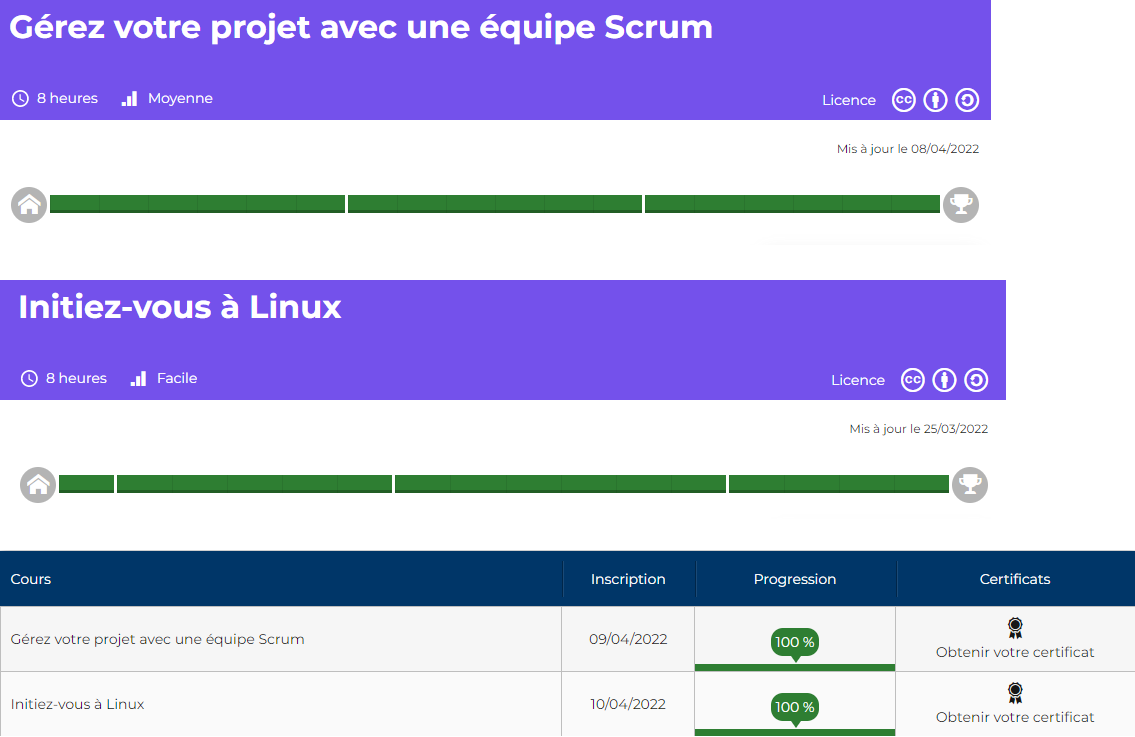 Gérez votre projet avec une équipe Scrum
8 heures Moyenne
Licence cc
Mis à jour le 08/04/2022
Initiez-vous à Linux
8 heures Facile
Licence cc
Mis à jour le 25/03/2022
Cours Inscription Progression Certificats
Gérez votre projet avec une équipe Scrum 09/04/2022 100 % Obtenir votre certificat
Initiez-vous à Linux 10/04/2022 100 % Obtenir votre certificat